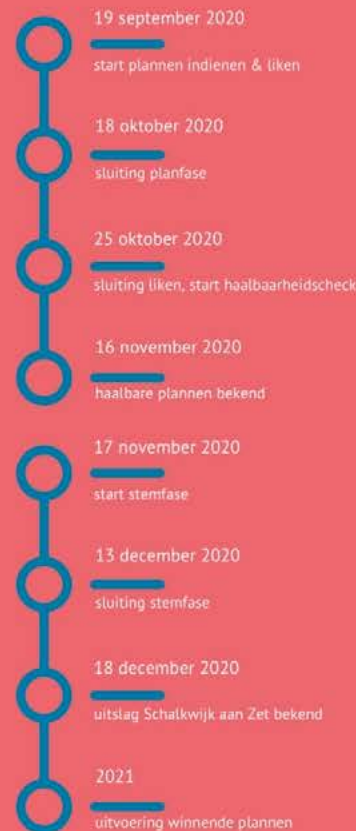 19 september 2020
start plannen indienen & liken
18 oktober 2020
sluiting planfase
25 oktober 2020
sluiting liken, start haalbaarheidscheck
16 november 2020
haalbare plannen bekend
17 november 2020
start stemfase
13 december 2020
sluiting stemfase
18 december 2020
uitslag Schalkwijk aan Zet bekend
2021
uitvoering winnende plannen